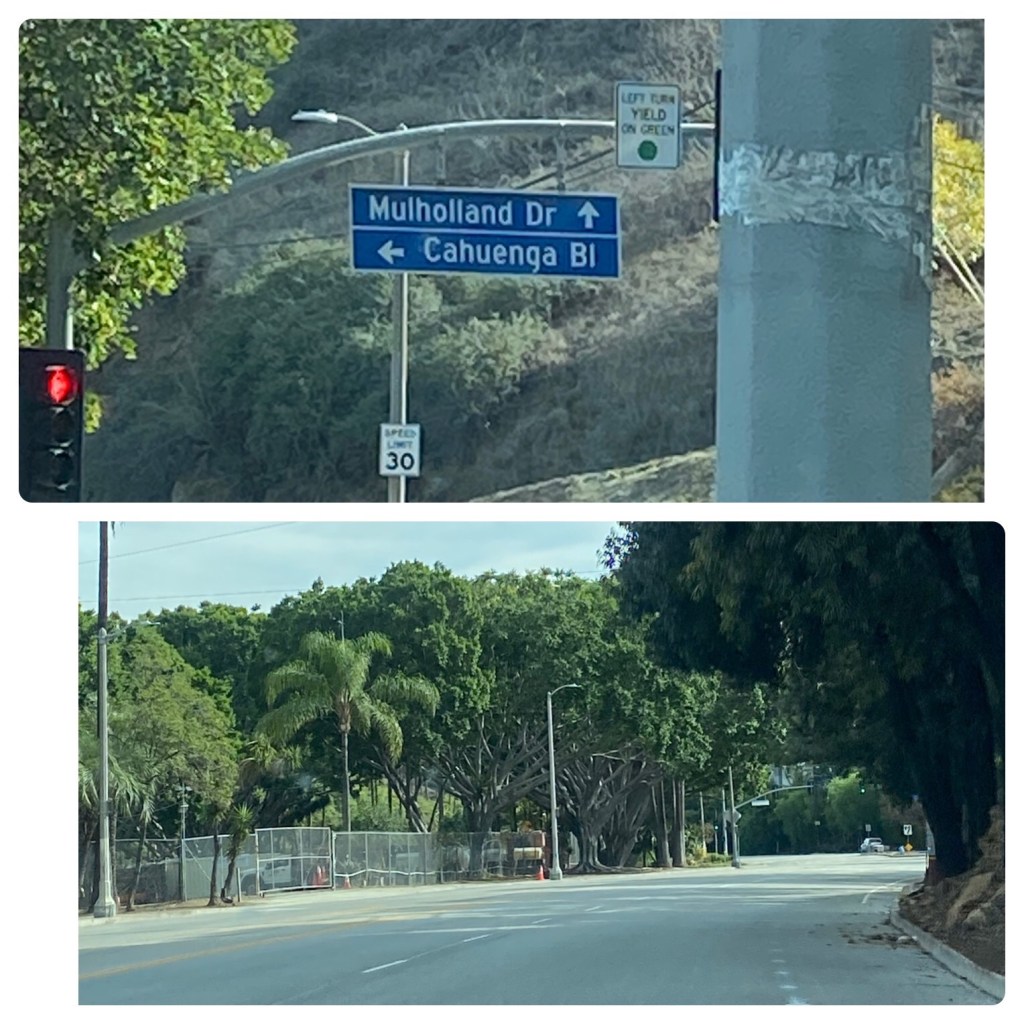 LEFT TURN
YIELD
ON GREEN
Mulholland Dr ↑
← Cahuenga Bl
SPEED
LIMIT
30